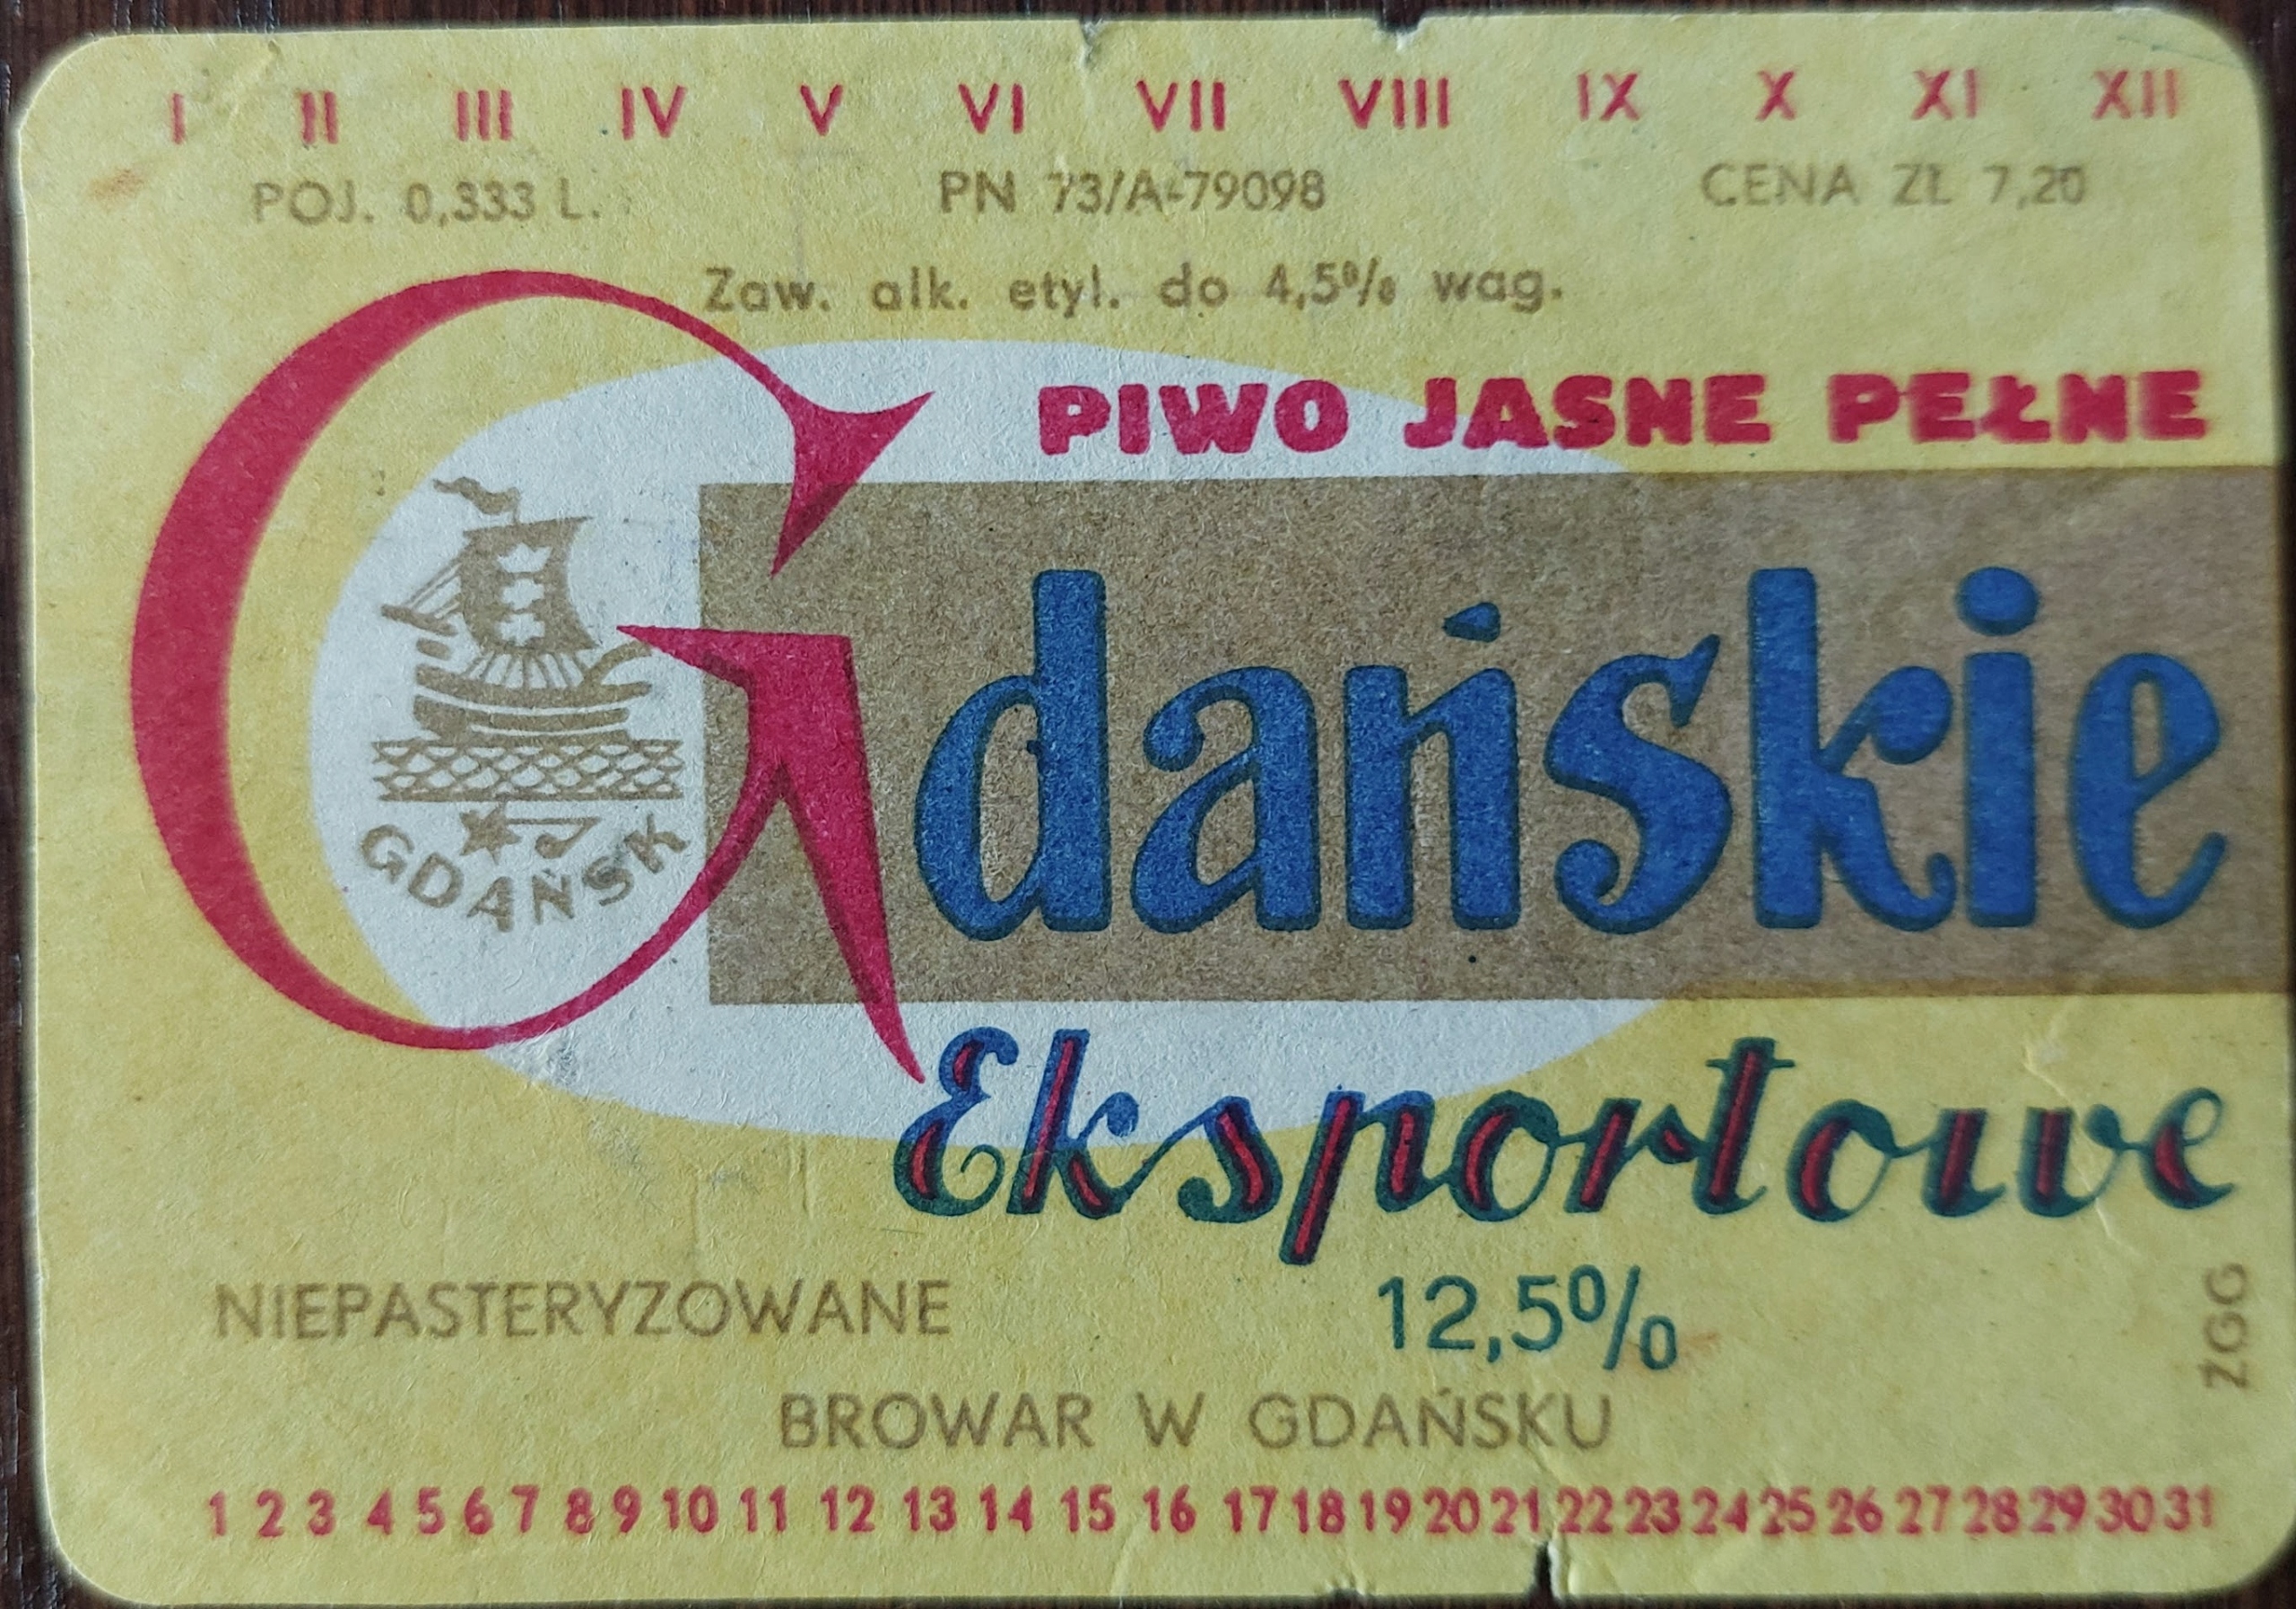 I II III IV V VI VII VIII IX X XI XII
POJ. 0,333 L. PN 73/A-79098 CENA ZŁ 7,20
Zaw. alk. etyl. do 4,5% wag.
PIWO JASNE PEŁNE
Gdańskie
GDAŃSK
Eksportowe
NIEPASTERYZOWANE 12,5%
ZGG
BROWAR W GDAŃSKU
1 2 3 4 5 6 7 8 9 10 11 12 13 14 15 16 17 18 19 20 21 22 23 24 25 26 27 28 29 30 31